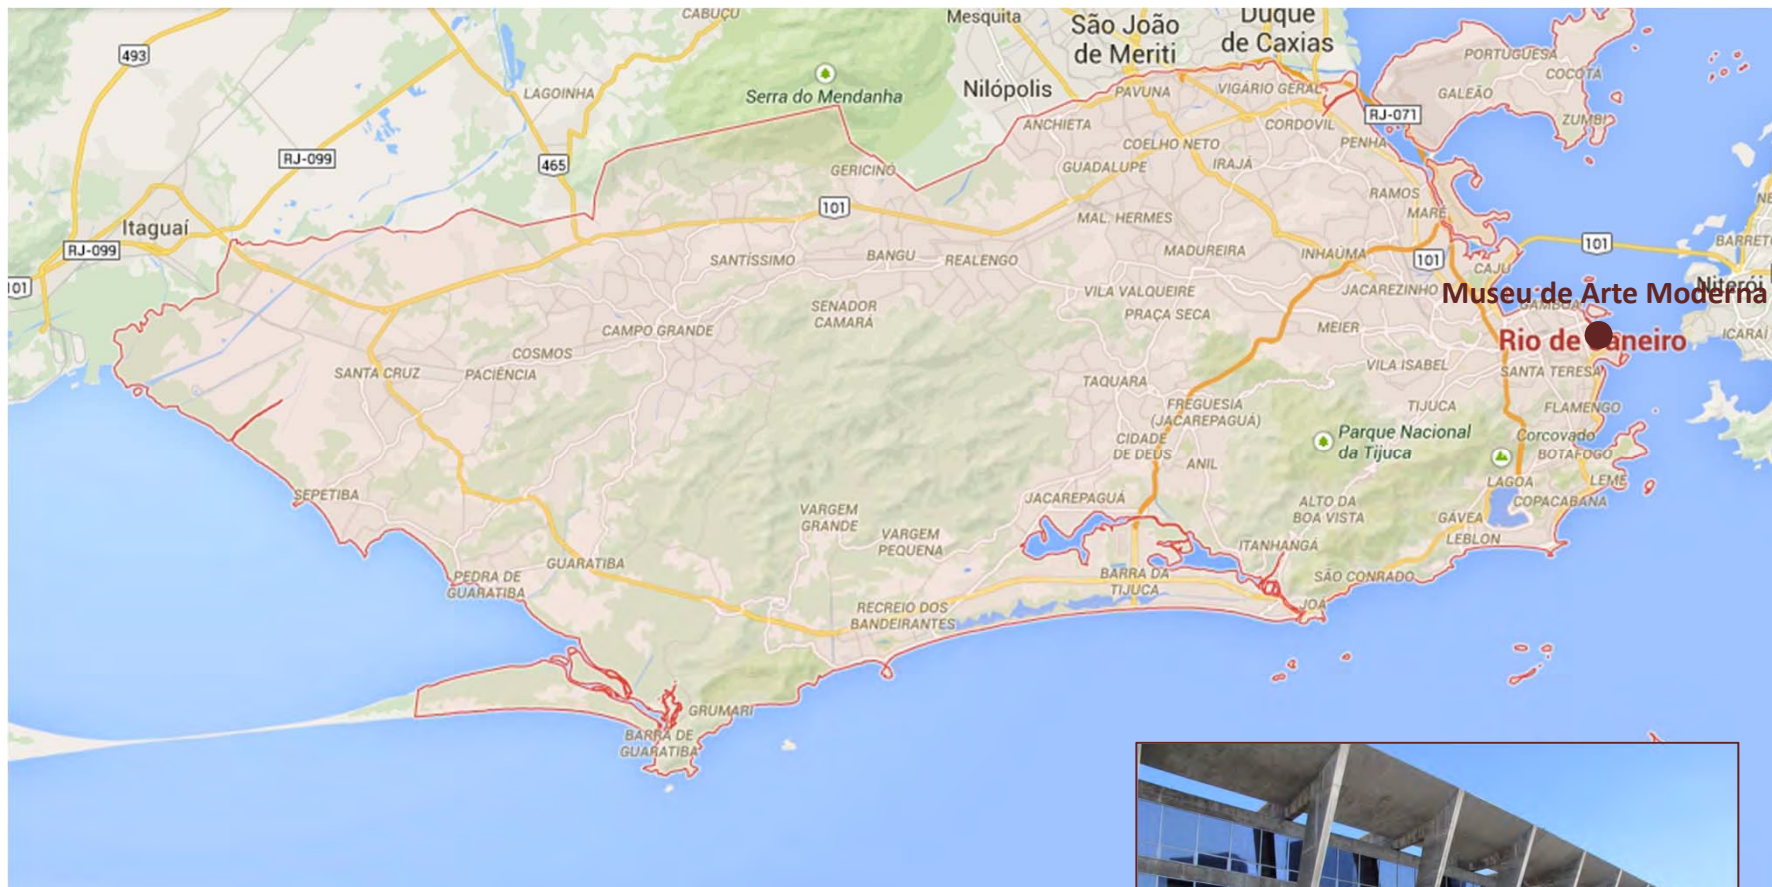 CABUÇU
Mesquita
São João
de Meriti
Duque
de Caxias
493
LAGOINHA
Serra do Mendanha
Nilópolis
PAVUNA
VIGÁRIO GERAL
PORTUGUESA
COCOTÁ
GALEÃO
ZUMBI
RJ-071
ANCHIETA
CORDOVIL
RJ-099
465
COELHO NETO
PENHA
GERICINÓ
GUADALUPE
IRAJÁ
RAMOS
101
MARÉ
Itaguaí
MAL. HERMES
RJ-099
SANTÍSSIMO
BANGU
REALENGO
MADUREIRA
INHAÚMA
101
101
BARRETO
101
CAJU
VILA VALQUEIRE
JACAREZINHO
Museu de Arte Moderna
Niterói
GAMBOA
SENADOR
CAMARÁ
PRAÇA SECA
CAMPO GRANDE
MEIER
Rio de Janeiro
ICARAÍ
COSMOS
SANTA CRUZ
PACIÊNCIA
VILA ISABEL
SANTA TERESA
TAQUARA
FREGUESIA
(JACAREPAGUÁ)
TIJUCA
FLAMENGO
CIDADE
DE DEUS
Parque Nacional
da Tijuca
Corcovado
BOTAFOGO
ANIL
SEPETIBA
JACAREPAGUÁ
LAGOA
LEME
ALTO DA
BOA VISTA
COPACABANA
VARGEM
GRANDE
GÁVEA
VARGEM
PEQUENA
ITANHANGÁ
LEBLON
GUARATIBA
PEDRA DE
GUARATIBA
BARRA DA
TIJUCA
SÃO CONRADO
RECREIO DOS
BANDEIRANTES
JOÁ
GRUMARI
BARRA DE
GUARATIBA